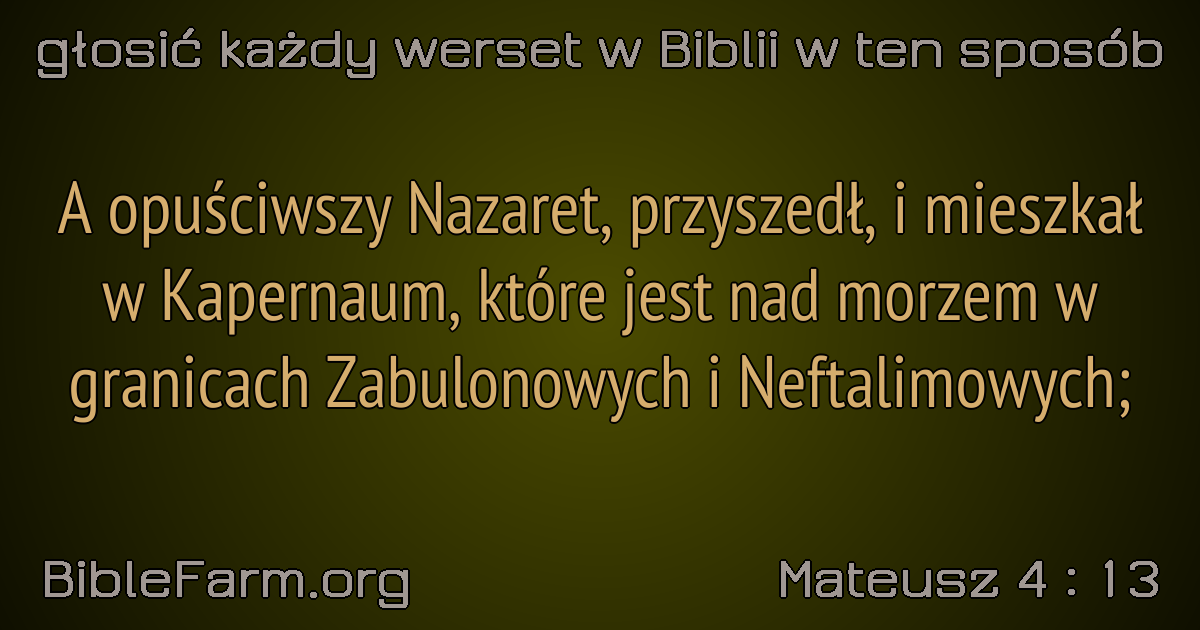 głosić każdy werset w Biblii w ten sposób
A opuściwszy Nazaret, przyszedł, i mieszkał
w Kapernaum, które jest nad morzem w
granicach Zabulonowych i Neftalimowych;
BibleFarm.org
Mateusz 4 : 13